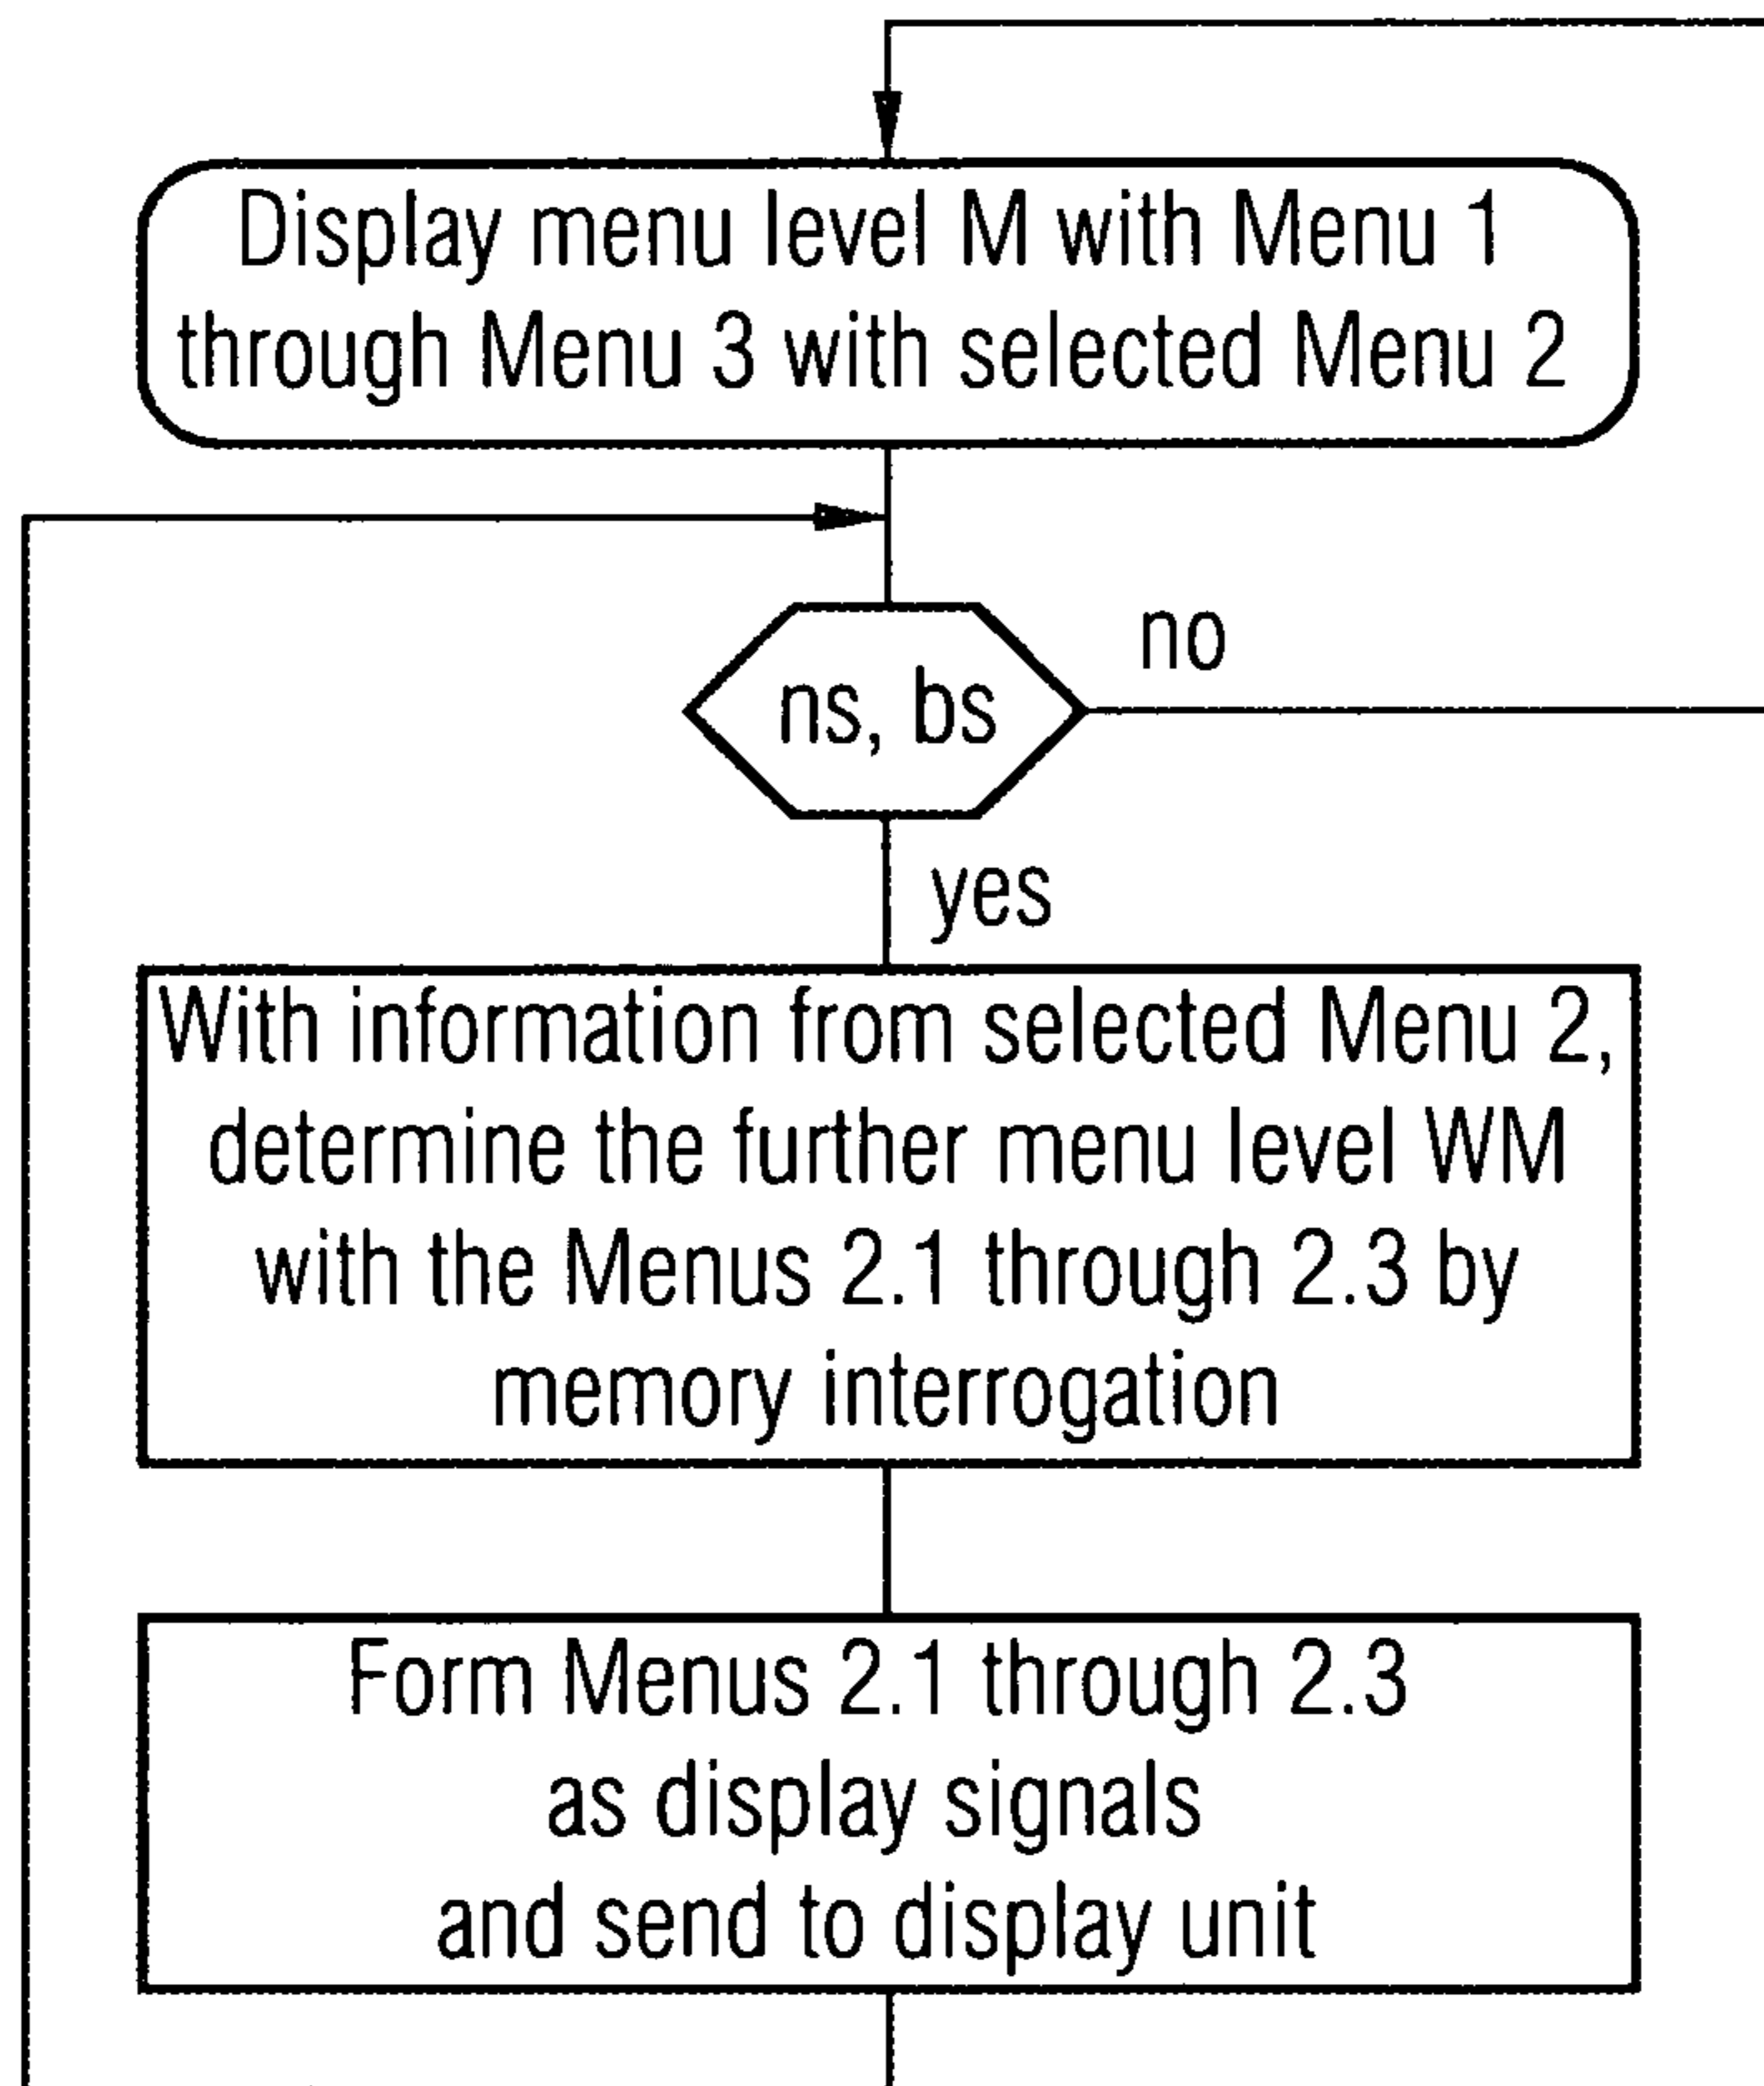 Display menu level M with Menu 1
through Menu 3 with selected Menu 2
ns, bs
no
yes
With information from selected Menu 2,
determine the further menu level WM
with the Menus 2.1 through 2.3 by
memory interrogation
Form Menus 2.1 through 2.3
as display signals
and send to display unit